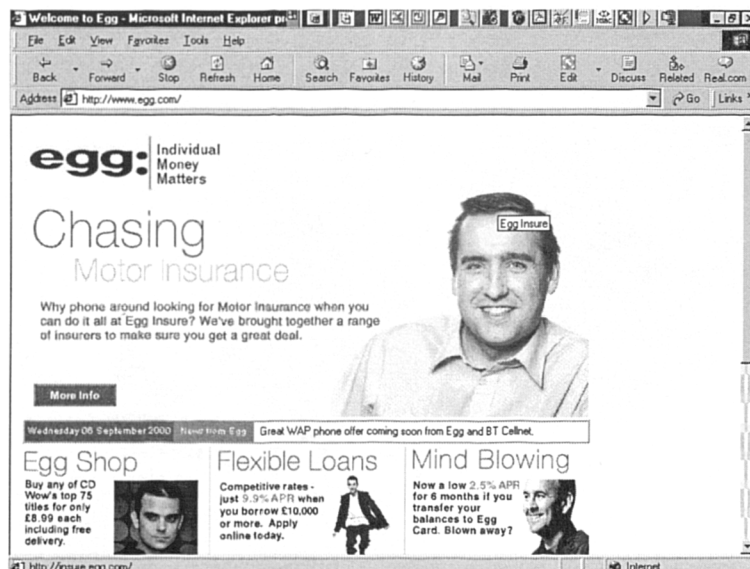 Welcome to Egg - Microsoft Internet Explorer pr
File Edit View Favorites Tools Help
Back Forward Stop Refresh Home Search Favorites History Mail Print Edit Discuss Related Real.com
Address http://www.egg.com/ Go Links
egg:
Individual
Money
Matters
Chasing
Motor Insurance
Egg Insure
Why phone around looking for Motor Insurance when you
can do it all at Egg Insure? We've brought together a range
of insurers to make sure you get a great deal.
More Info
Wednesday 06 September 2000 News from Egg Great WAP phone offer coming soon from Egg and BT Cellnet.
Egg Shop
Buy any of CD
Wow's top 75
titles for only
£8.99 each
including free
delivery.
Flexible Loans
Competitive rates -
just 9.9% APR when
you borrow £10,000
or more. Apply
online today.
Mind Blowing
Now a low 2.5% APR
for 6 months if you
transfer your
balances to Egg
Card. Blown away?
http://insure.egg.com/ Internet